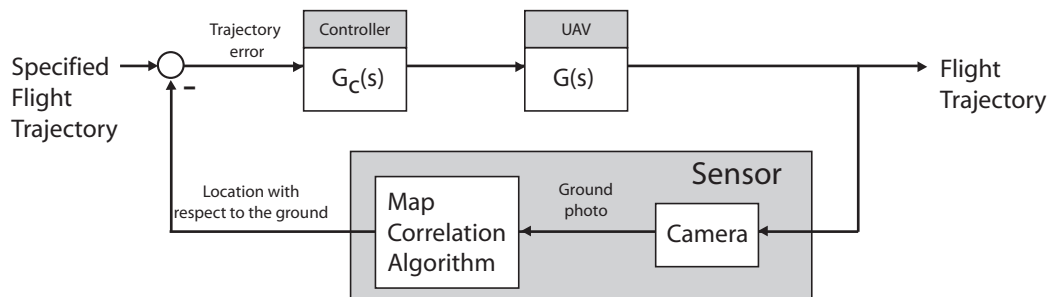 Specified
Flight
Trajectory
Trajectory
error
Controller
G_c(s)
UAV
G(s)
Flight
Trajectory
–
Sensor
Location with
respect to the ground
Map
Correlation
Algorithm
Ground
photo
Camera